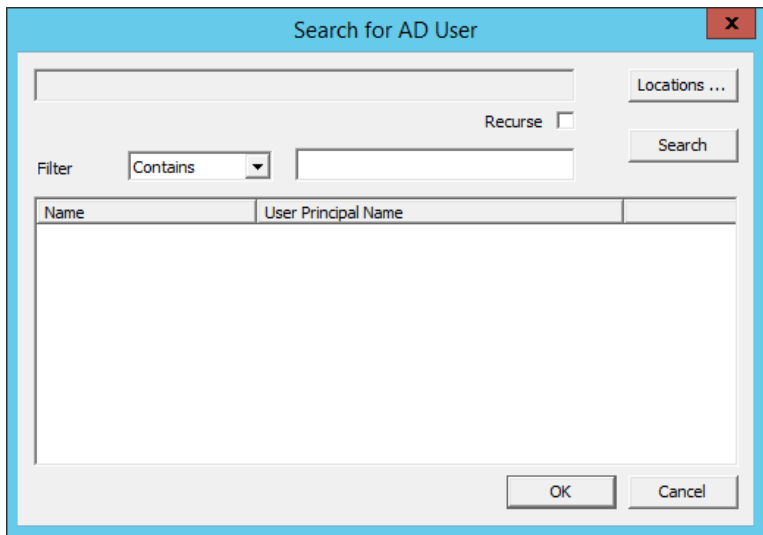 Search for AD User
x
Locations ...
Recurse
Search
Filter Contains
Name User Principal Name
OK Cancel